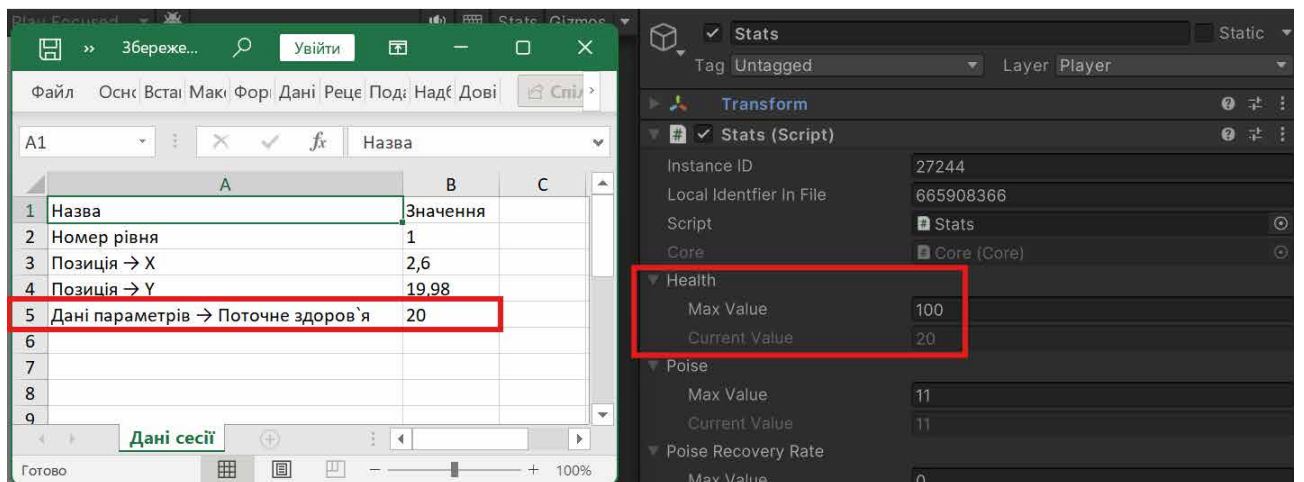 Play Focused Stats Gizmos
» Збереже... Увійти
Файл Оснс Встаі Макс Форі Дані Реце Пода Надб Дові Спіл
A1 fx Назва
A B C
1 Назва Значення
2 Номер рівня 1
3 Позиція → X 2,6
4 Позиція → Y 19,98
5 Дані параметрів → Поточне здоров`я 20
6
7
8
9
Дані сесії
Готово 100%
Stats Static
Tag Untagged Layer Player
Transform
Stats (Script)
Instance ID 27244
Local Identfier In File 665908366
Script Stats
Core Core (Core)
Health
Max Value 100
Current Value 20
Poise
Max Value 11
Current Value 11
Poise Recovery Rate
Max Value 0